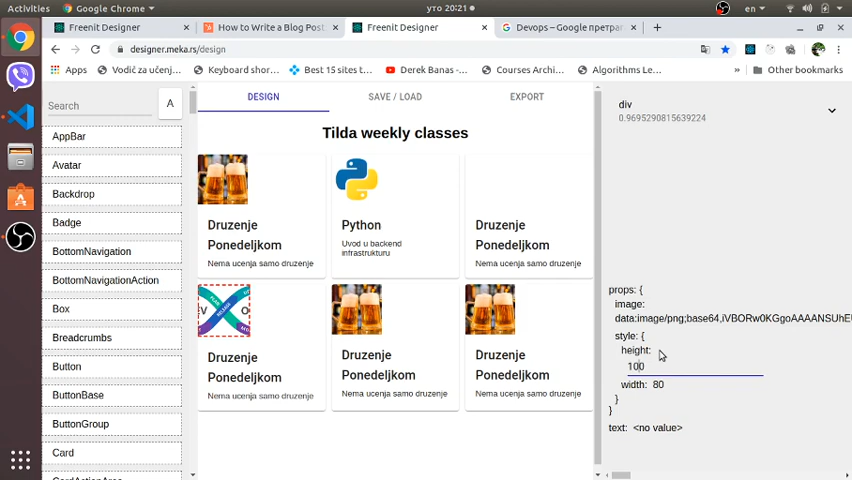 Activities
Google Chrome
уто 20:21
en
Freenit Designer
How to Write a Blog Post
Freenit Designer
Devops – Google претраг
designer.meka.rs/design
Apps
Vodič za učenj...
Keyboard shor...
Best 15 sites t...
Derek Banas –...
Courses Archi...
Algorithms Le...
»
Other bookmarks
Search
A
AppBar
Avatar
Backdrop
Badge
BottomNavigation
BottomNavigationAction
Box
Breadcrumbs
Button
ButtonBase
ButtonGroup
Card
CardActionArea
DESIGN
SAVE / LOAD
EXPORT
Tilda weekly classes
Druzenje
Ponedeljkom
Nema ucenja samo druzenje
Python
Uvod u backend
infrastrukturu
Druzenje
Ponedeljkom
Nema ucenja samo druzenje
V
PLAN
RELEASE
O
Druzenje
Ponedeljkom
Nema ucenja samo druzenje
Druzenje
Ponedeljkom
Nema ucenja samo druzenje
Druzenje
Ponedeljkom
Nema ucenja samo druzenje
div
0.9695290815639224
props: {
image:
data:image/png;base64,iVBORw0KGgoAAAANSUhEU
style: {
height:
100
width: 80
}
}
text: <no value>